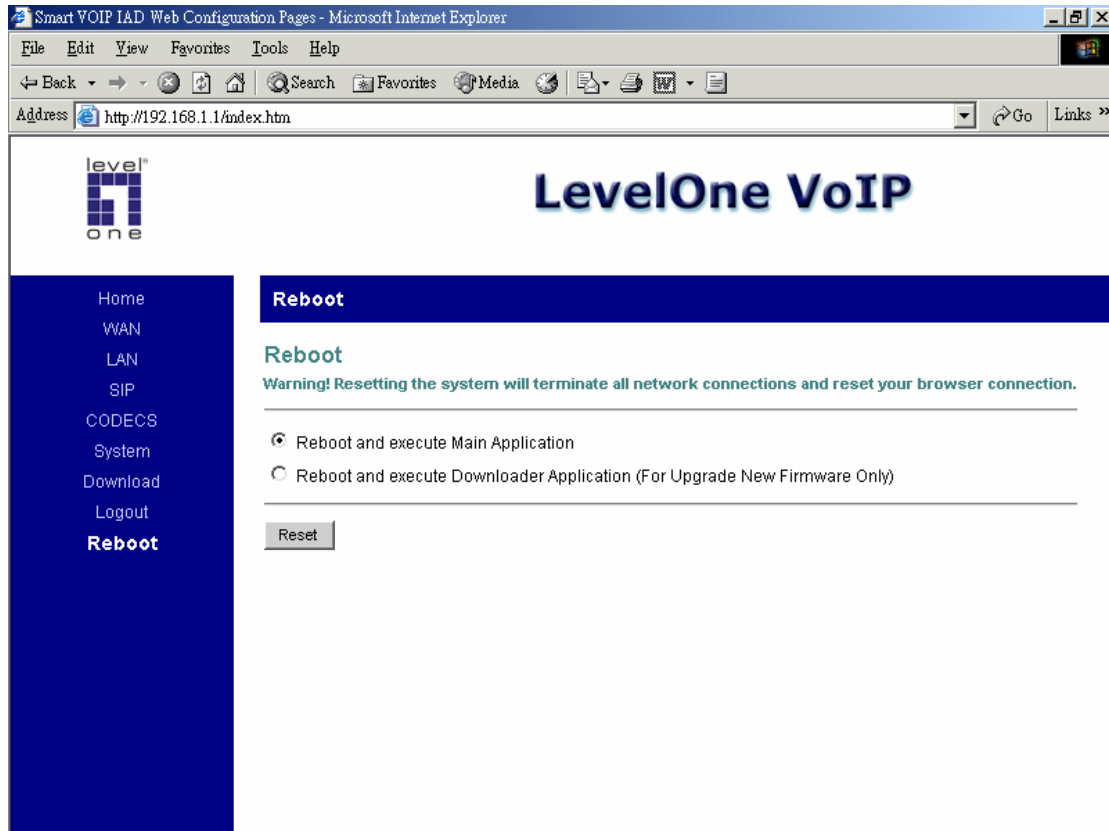 Smart VOIP IAD Web Configuration Pages - Microsoft Internet Explorer
File Edit View Favorites Tools Help
Back Search Favorites Media
Address http://192.168.1.1/index.htm Go Links »
level
one
LevelOne VoIP
Home
WAN
LAN
SIP
CODECS
System
Download
Logout
Reboot
Reboot
Reboot
Warning! Resetting the system will terminate all network connections and reset your browser connection.
Reboot and execute Main Application
Reboot and execute Downloader Application (For Upgrade New Firmware Only)
Reset